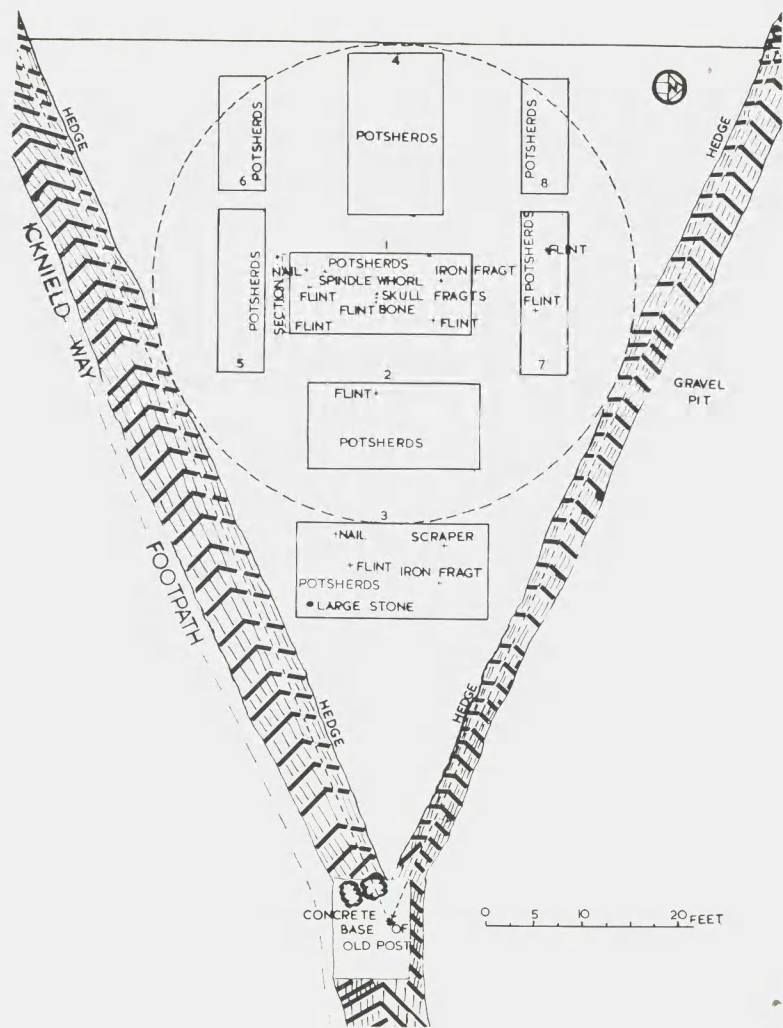 4
N
HEDGE
HEDGE
POTSHERDS
6
POTSHERDS
POTSHERDS
8
ICKNIELD WAY
FOOTPATH
POTSHERDS
5
SECTION
1
POTSHERDS
NAIL
IRON FRAGT
SPINDLE WHORL
FLINT
SKULL FRAGTS
FLINT BONE
FLINT
FLINT
POTSHERDS
FLINT
FLINT
7
GRAVEL
PIT
2
FLINT
POTSHERDS
3
NAIL
SCRAPER
FLINT
IRON FRAGT
POTSHERDS
LARGE STONE
HEDGE
HEDGE
CONCRETE
BASE OF
OLD POST
0 5 10 20 FEET